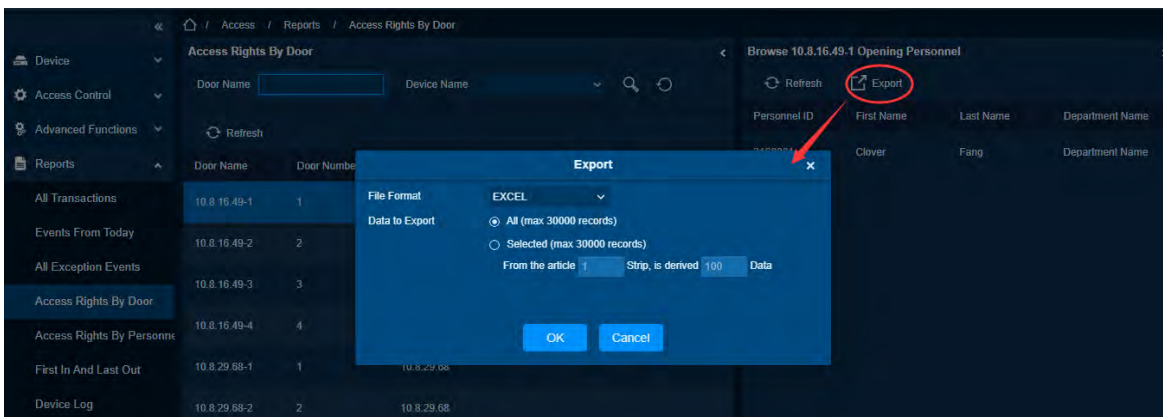 «
/ Access / Reports / Access Rights By Door
Device
Access Control
Advanced Functions
Reports
All Transactions
Events From Today
All Exception Events
Access Rights By Door
Access Rights By Personne
First In And Last Out
Device Log
Access Rights By Door
Door Name Device Name
Refresh
Door Name Door Numbe
10.8.16.49-1 1
10.8.16.49-2 2
10.8.16.49-3 3
10.8.16.49-4 4
10.8.29.68-1 1 10.8.29.68
10.8.29.68-2 2 10.8.29.68
Browse 10.8.16.49-1 Opening Personnel
Refresh Export
Personnel ID First Name Last Name Department Name
Clover Fang Department Name
Export
File Format EXCEL
Data to Export All (max 30000 records)
Selected (max 30000 records)
From the article 1 Strip, is derived 100 Data
OK Cancel